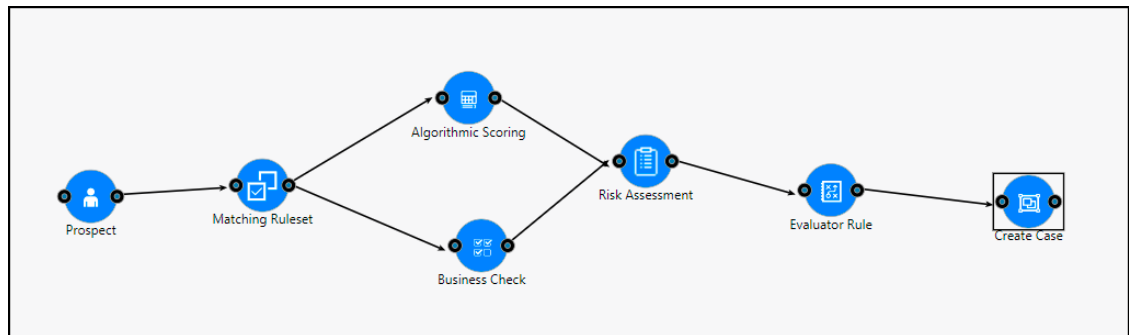 Prospect
Matching Ruleset
Algorithmic Scoring
Business Check
Risk Assessment
Evaluator Rule
Create Case